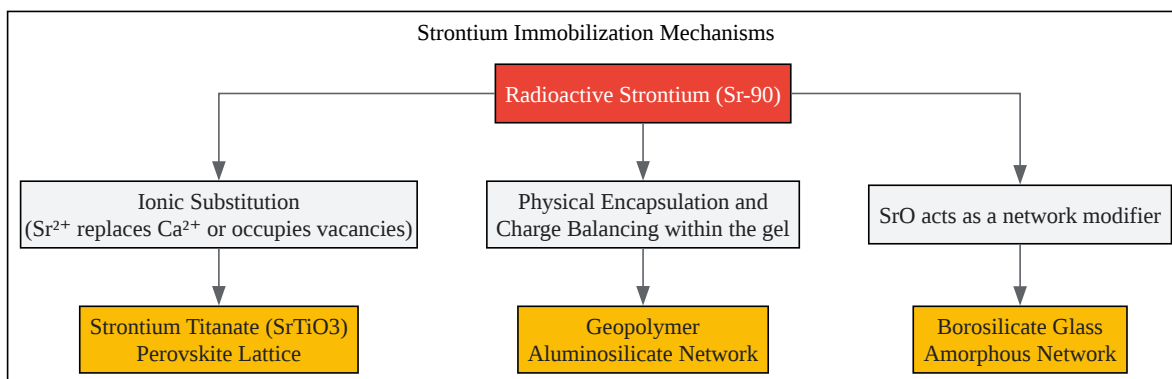 Strontium Immobilization Mechanisms
Radioactive Strontium (Sr-90)
Ionic Substitution
(Sr²⁺ replaces Ca²⁺ or occupies vacancies)
Physical Encapsulation and
Charge Balancing within the gel
SrO acts as a network modifier
Strontium Titanate (SrTiO3)
Perovskite Lattice
Geopolymer
Aluminosilicate Network
Borosilicate Glass
Amorphous Network